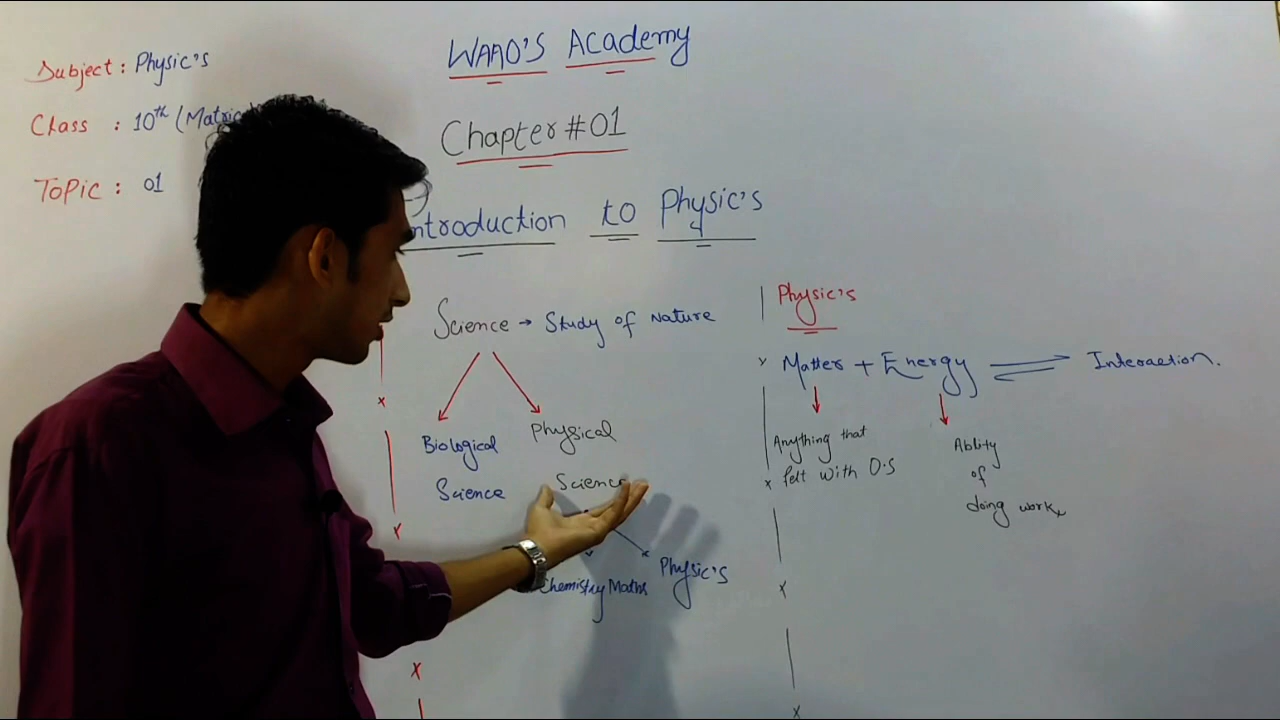 WAAO'S Academy
Subject : Physic's
Class : 10th (Matric
Chapter # 01
Topic : 01
ntroduction to Physic's
Physic's
Science → Study of Nature
Matter + Energy ⇌ Interaction.
Biological Science
Physical Science
Anything that
felt with O.S
Ability
of
doing work
Chemistry Maths Physic's